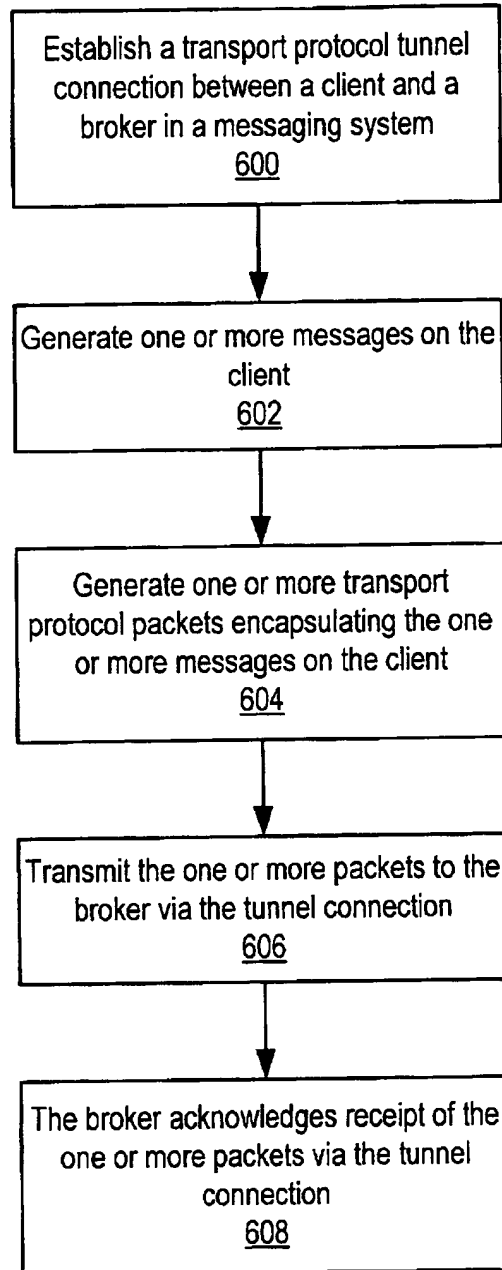 Establish a transport protocol tunnel
connection between a client and a
broker in a messaging system
600
Generate one or more messages on the
client
602
Generate one or more transport
protocol packets encapsulating the one
or more messages on the client
604
Transmit the one or more packets to the
broker via the tunnel connection
606
The broker acknowledges receipt of the
one or more packets via the tunnel
connection
608